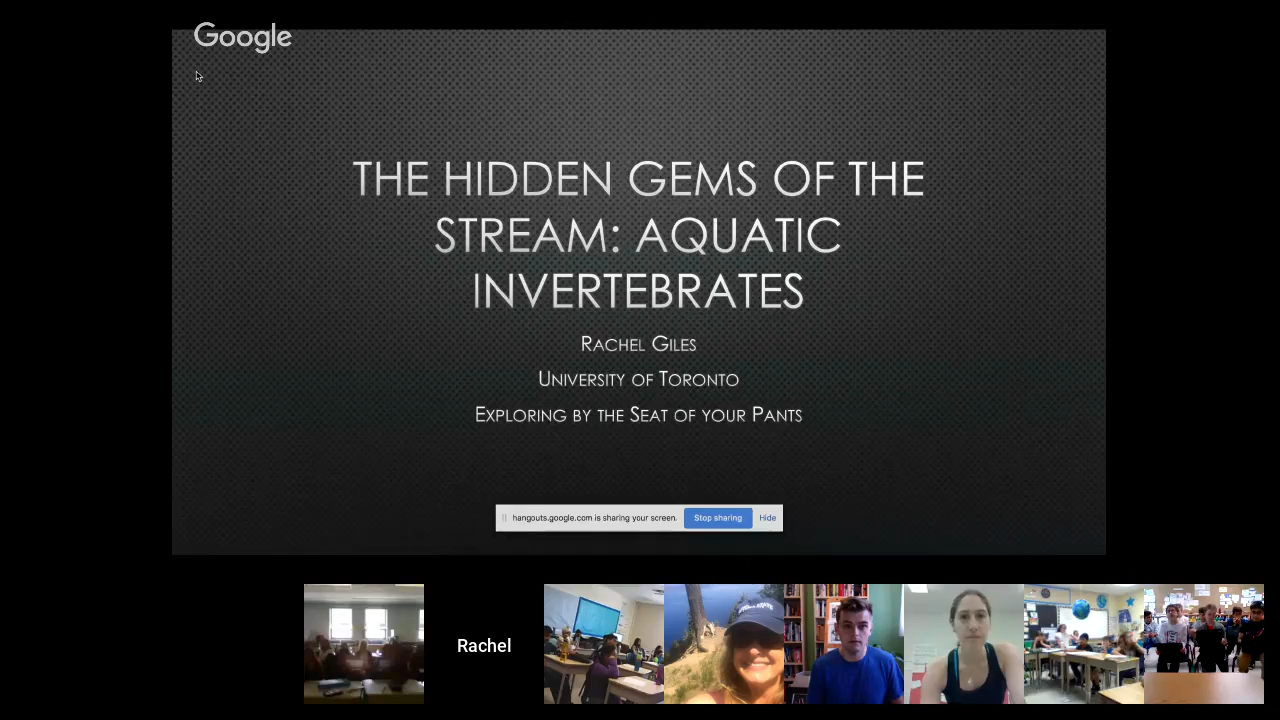 Google
THE HIDDEN GEMS OF THE
STREAM: AQUATIC
INVERTEBRATES
RACHEL GILES
UNIVERSITY OF TORONTO
EXPLORING BY THE SEAT OF YOUR PANTS
hangouts.google.com is sharing your screen. Stop sharing Hide
Rachel